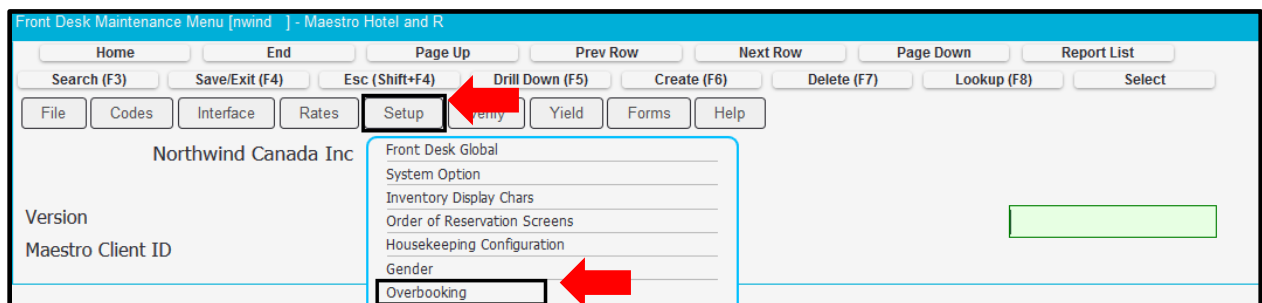 Front Desk Maintenance Menu [nwind   ] - Maestro Hotel and R
Home End Page Up Prev Row Next Row Page Down Report List
Search (F3) Save/Exit (F4) Esc (Shift+F4) Drill Down (F5) Create (F6) Delete (F7) Lookup (F8) Select
File Codes Interface Rates Setup Yield Forms Help
Northwind Canada Inc
Front Desk Global
System Option
Inventory Display Chars
Order of Reservation Screens
Housekeeping Configuration
Gender
Overbooking
Version
Maestro Client ID